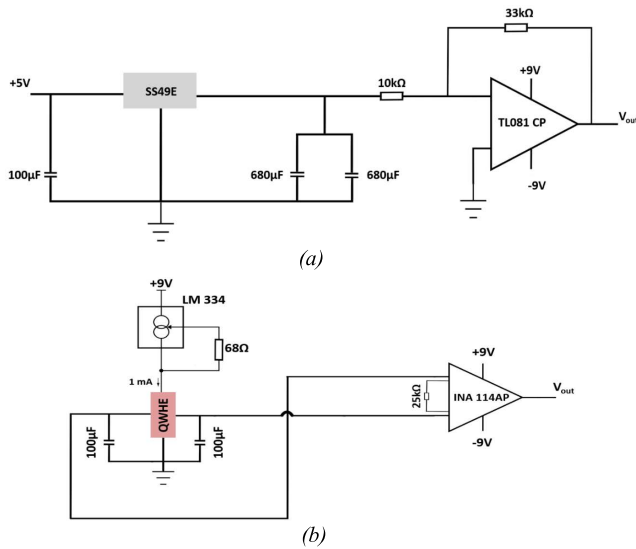 33kΩ
+5V
SS49E
10kΩ
+9V
TL081 CP
Vout
100µF
680µF
680µF
-9V
(a)
+9V
LM 334
68Ω
1 mA
+9V
QWHE
25kΩ
INA 114AP
Vout
100µF
100µF
-9V
(b)